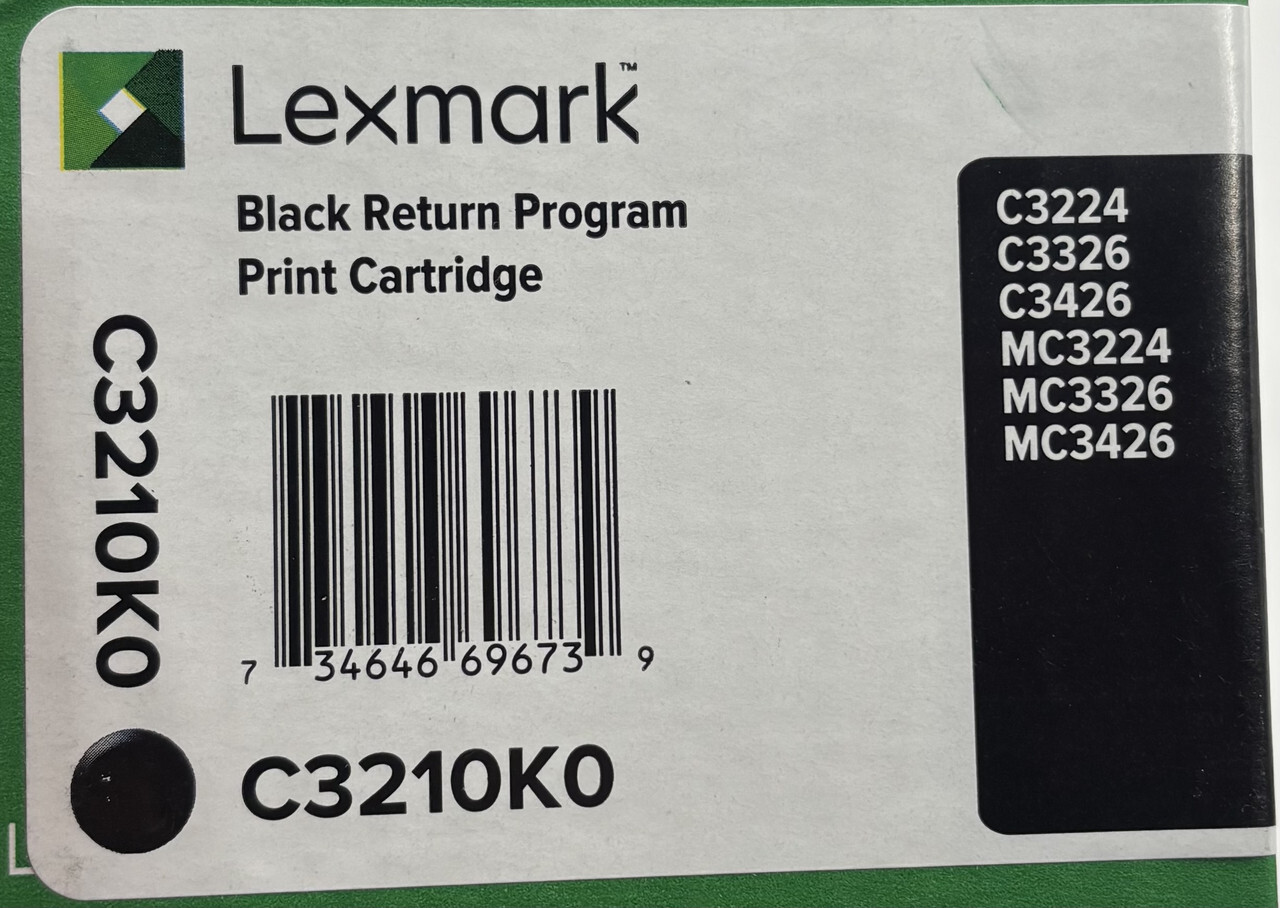 Lexmark™
Black Return Program
Print Cartridge
C3210K0
7 34646 69673 9
C3210K0
C3224
C3326
C3426
MC3224
MC3326
MC3426